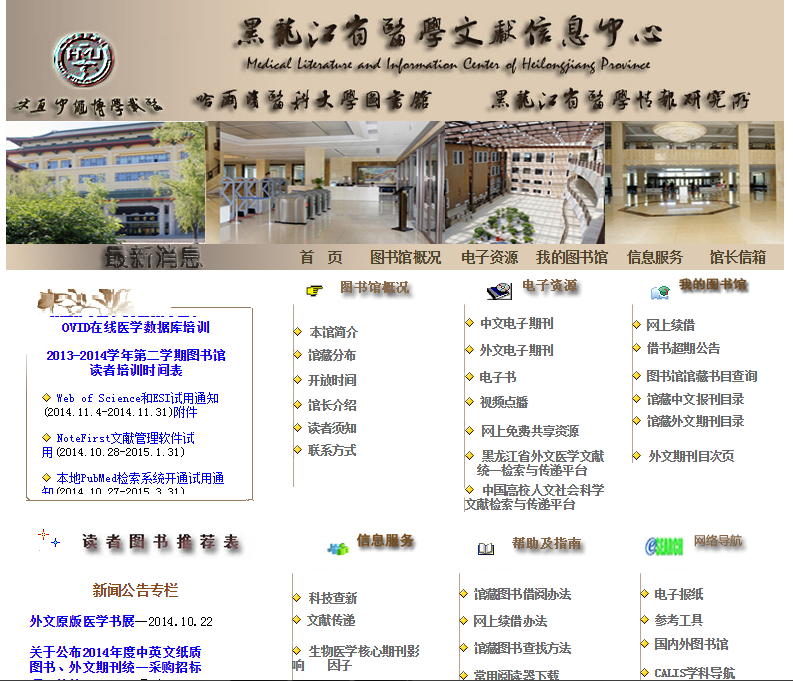 黑龍江省醫學文獻信息中心
Medical Literature and Information Center of Heilongjiang Province
HMU
哈爾濱醫科大學圖書館 黑龍江省醫學情報研究所
最新消息
首 页 图书馆概况 电子资源 我的图书馆 信息服务 馆长信箱
OVID在线医学数据库培训
2013-2014学年第二学期图书馆
读者培训时间表
Web of Science和ESI试用通知
(2014.11.4-2014.11.31)附件
NoteFirst文献管理软件试
用(2014.10.28-2015.1.31)
本地PubMed检索系统开通试用通
知(2014.10.27-2015.3.31)
图书馆概况
本馆简介
馆藏分布
开放时间
馆长介绍
读者须知
联系方式
电子资源
中文电子期刊
外文电子期刊
电子书
视频点播
网上免费共享资源
黑龙江省外文医学文献
统一检索与传递平台
中国高校人文社会科学
文献检索与传递平台
我的图书馆
网上续借
借书超期公告
图书馆馆藏书目查询
馆藏中文报刊目录
馆藏外文期刊目录
外文期刊目次页
读者图书推荐表
新闻公告专栏
外文原版医学书展—2014.10.22
关于公布2014年度中英文纸质
图书、外文期刊统一采购招标
信息服务
科技查新
文献传递
生物医学核心期刊影
响 因子
帮助及指南
馆藏图书借阅办法
网上续借办法
馆藏图书查找方法
常用阅读器下载
eSEARCH
网络导航
电子报纸
参考工具
国内外图书馆
CALIS学科导航